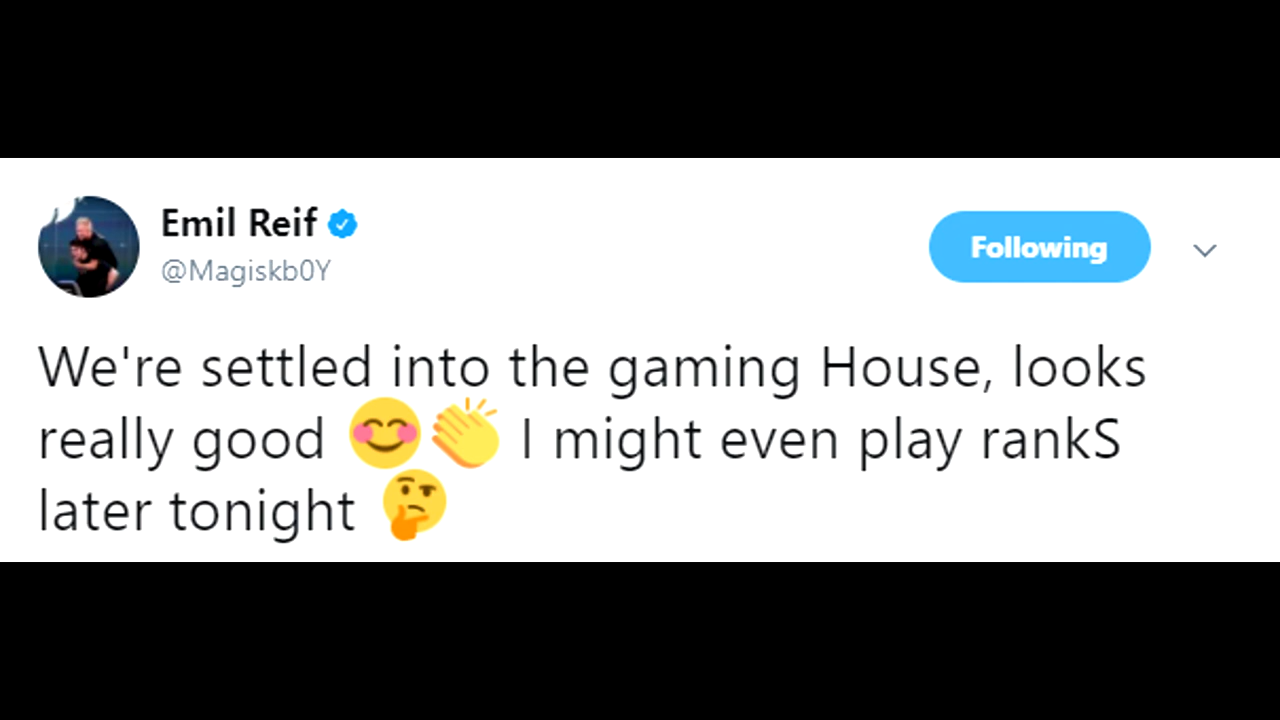 Emil Reif
@Magiskb0Y
Following
We're settled into the gaming House, looks
really good 😊👏 I might even play rankS
later tonight 🤔